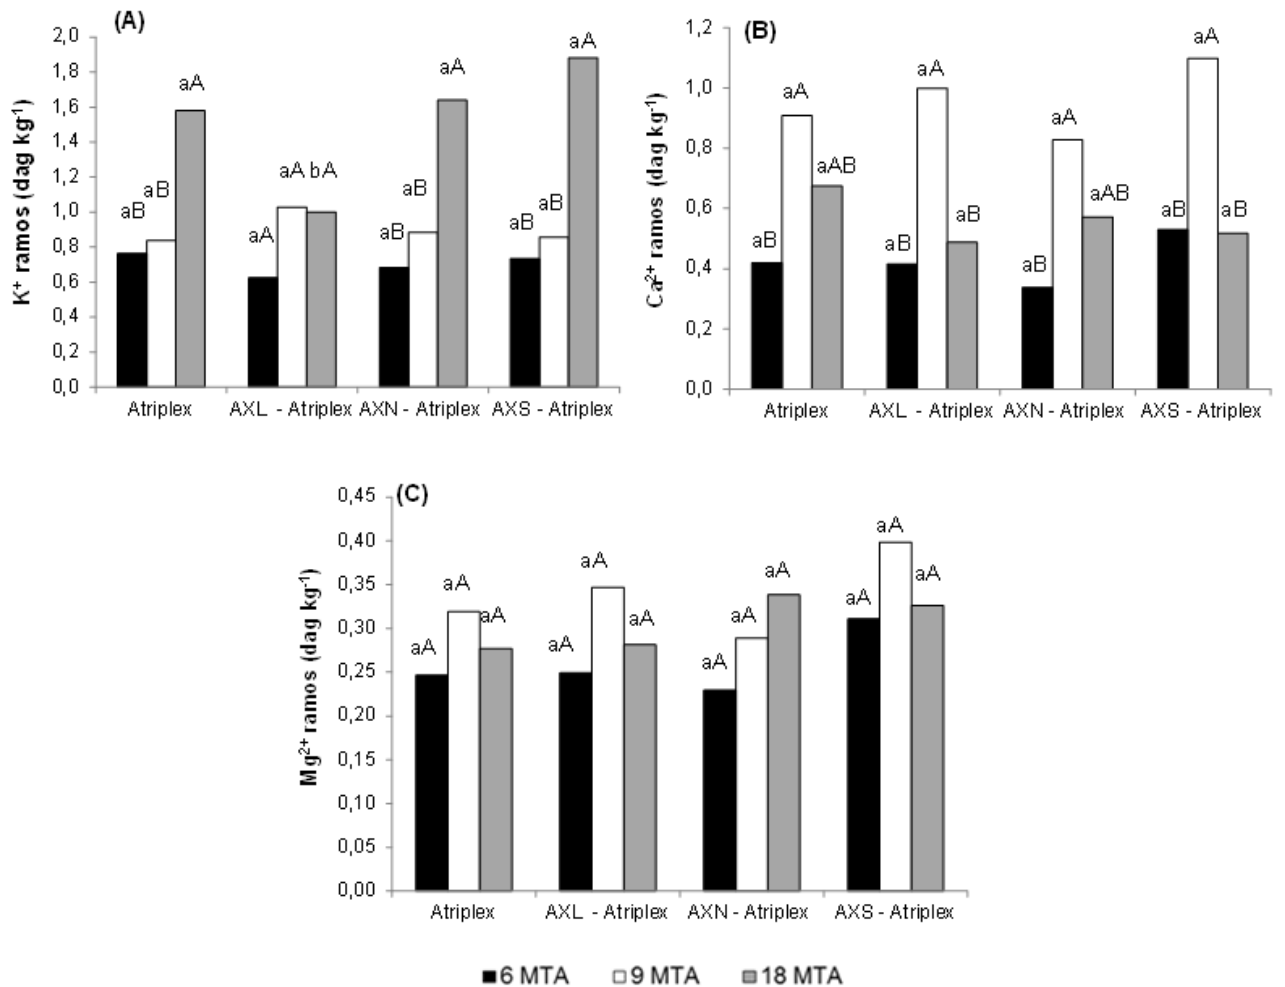 (A)
K⁺ ramos (dag kg⁻¹)
2,0
1,8
1,6
1,4
1,2
1,0
0,8
0,6
0,4
0,2
0,0
aB aB aA
aA aA bA
aB aB aA
aB aB aA
Atriplex AXL - Atriplex AXN - Atriplex AXS - Atriplex
(B)
Ca²⁺ ramos (dag kg⁻¹)
1,2
1,0
0,8
0,6
0,4
0,2
0,0
aB aA aAB
aB aA aB
aB aA aAB
aB aA aB
Atriplex AXL - Atriplex AXN - Atriplex AXS - Atriplex
(C)
Mg²⁺ ramos (dag kg⁻¹)
0,45
0,40
0,35
0,30
0,25
0,20
0,15
0,10
0,05
0,00
aA aA aA
aA aA aA
aA aA aA
aA aA aA
Atriplex AXL - Atriplex AXN - Atriplex AXS - Atriplex
6 MTA 9 MTA 18 MTA